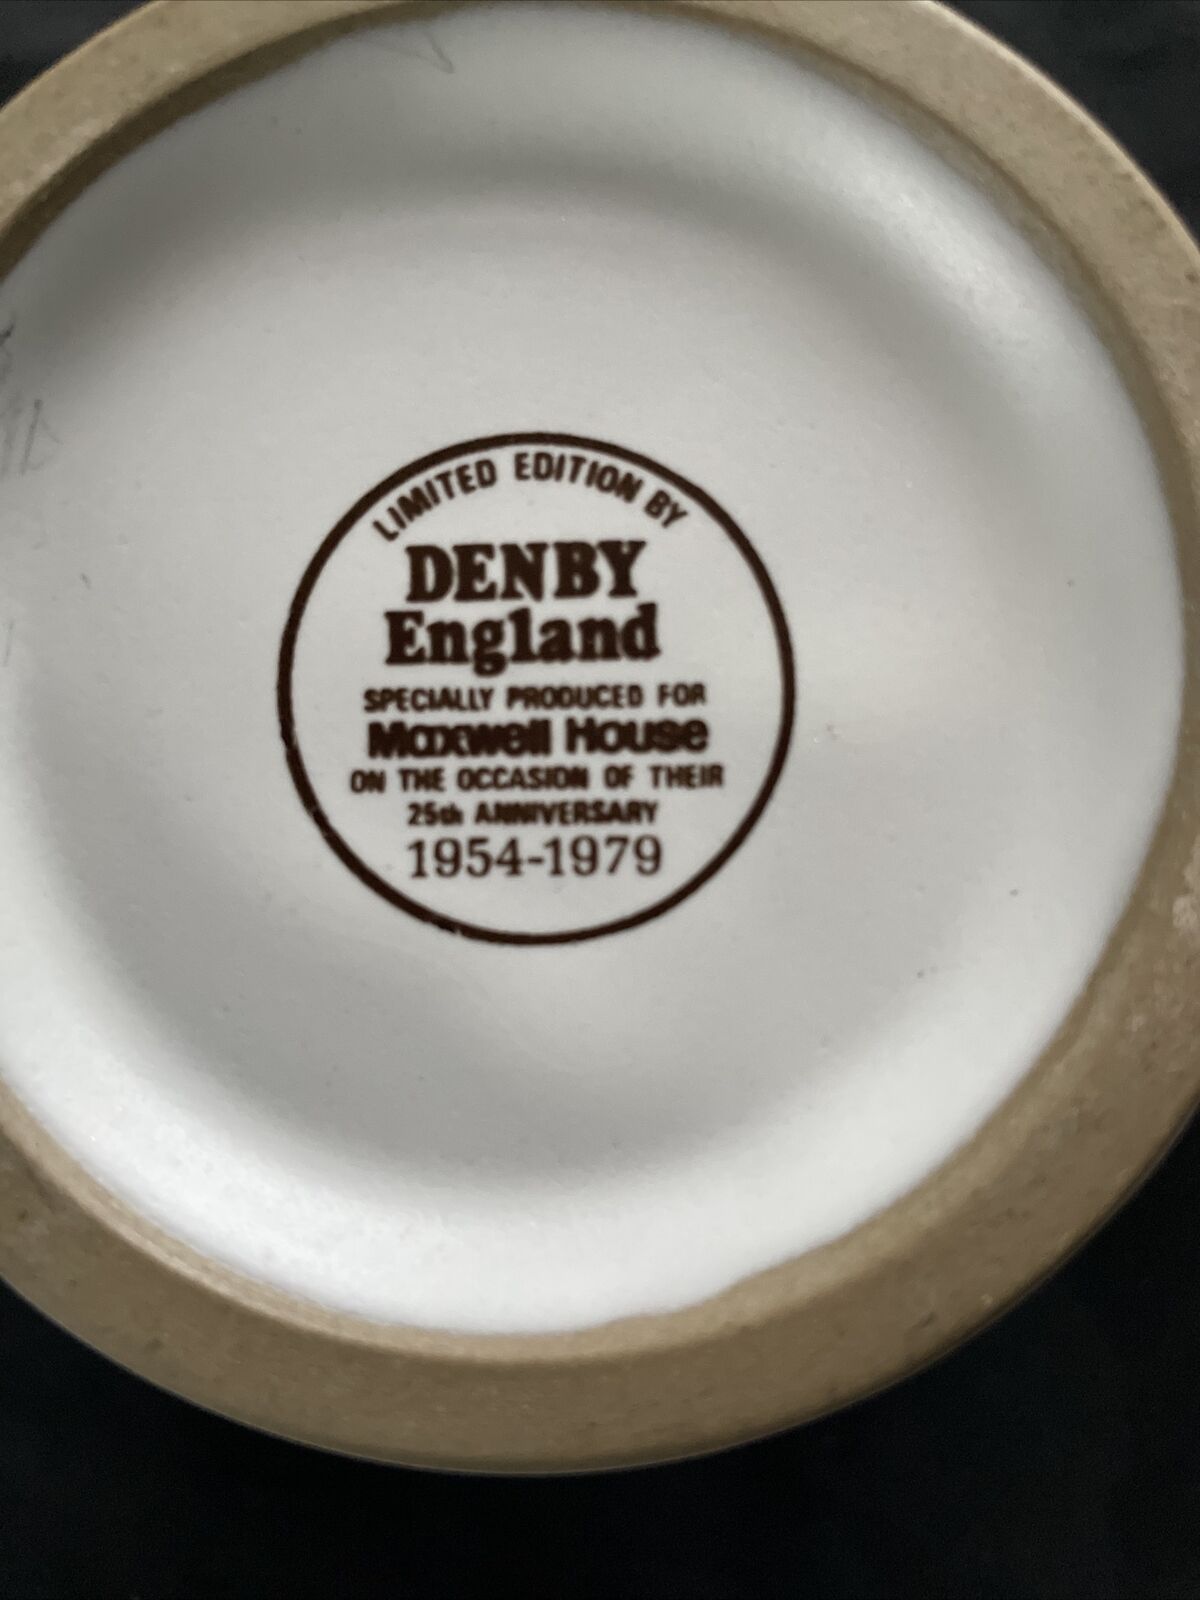 LIMITED EDITION BY
DENBY
England
SPECIALLY PRODUCED FOR
Maxwell House
ON THE OCCASION OF THEIR
25th ANNIVERSARY
1954-1979